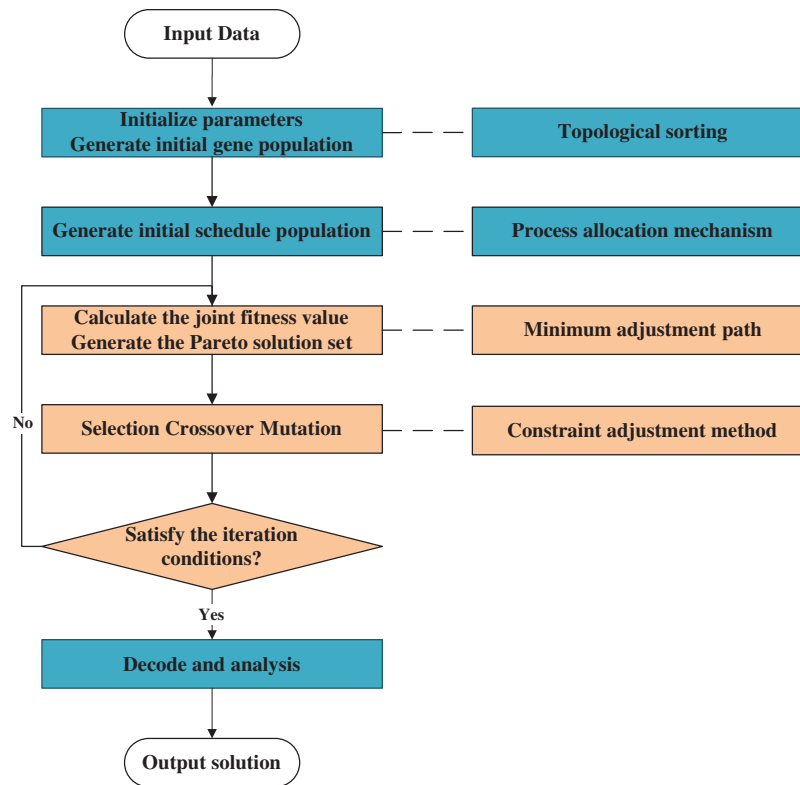 Input Data
Initialize parameters
Generate initial gene population
Topological sorting
Generate initial schedule population
Process allocation mechanism
Calculate the joint fitness value
Generate the Pareto solution set
Minimum adjustment path
No
Selection Crossover Mutation
Constraint adjustment method
Satisfy the iteration
conditions?
Yes
Decode and analysis
Output solution